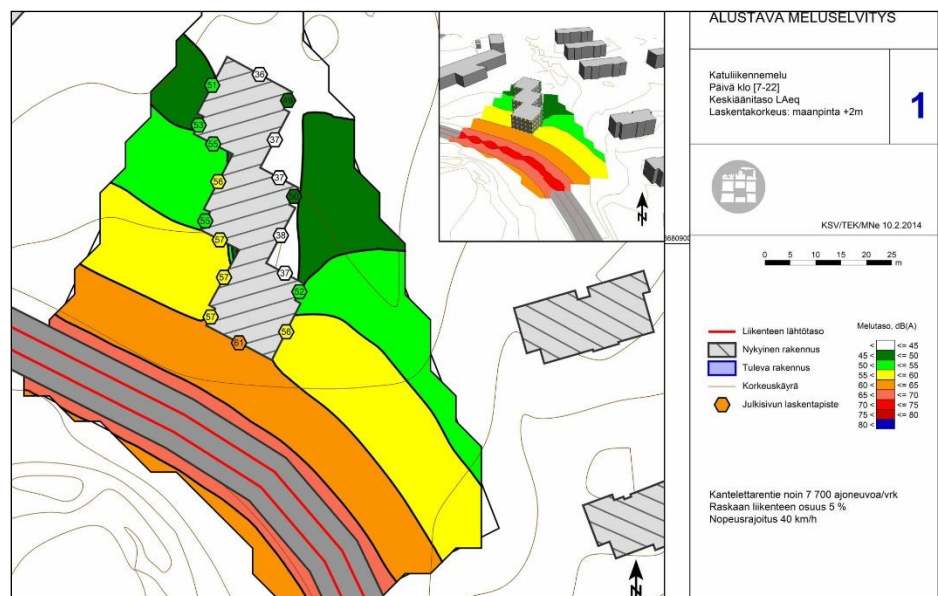 ALUSTAVA MELUSELVITYS
Katuliikennemelu
Päivä klo [7-22]
Keskiäänitaso LAeq
Laskentakorkeus: maanpinta +2m
1
KSV/TEK/MNe 10.2.2014
0 5 10 15 20 25
m
Liikenteen lähtötaso
Nykyinen rakennus
Tuleva rakennus
Korkeuskäyrä
Julkisivun laskentapiste
Melutaso, dB(A)
< <= 45
45 < <= 50
50 < <= 55
55 < <= 60
60 < <= 65
65 < <= 70
70 < <= 75
75 < <= 80
80 <
Kantelettarentie noin 7 700 ajoneuvoa/vrk
Raskaan liikenteen osuus 5 %
Nopeusrajoitus 40 km/h
N
N
36
51
49
53
37
55
56
37
55
57
38
57
37
52
57
56
61